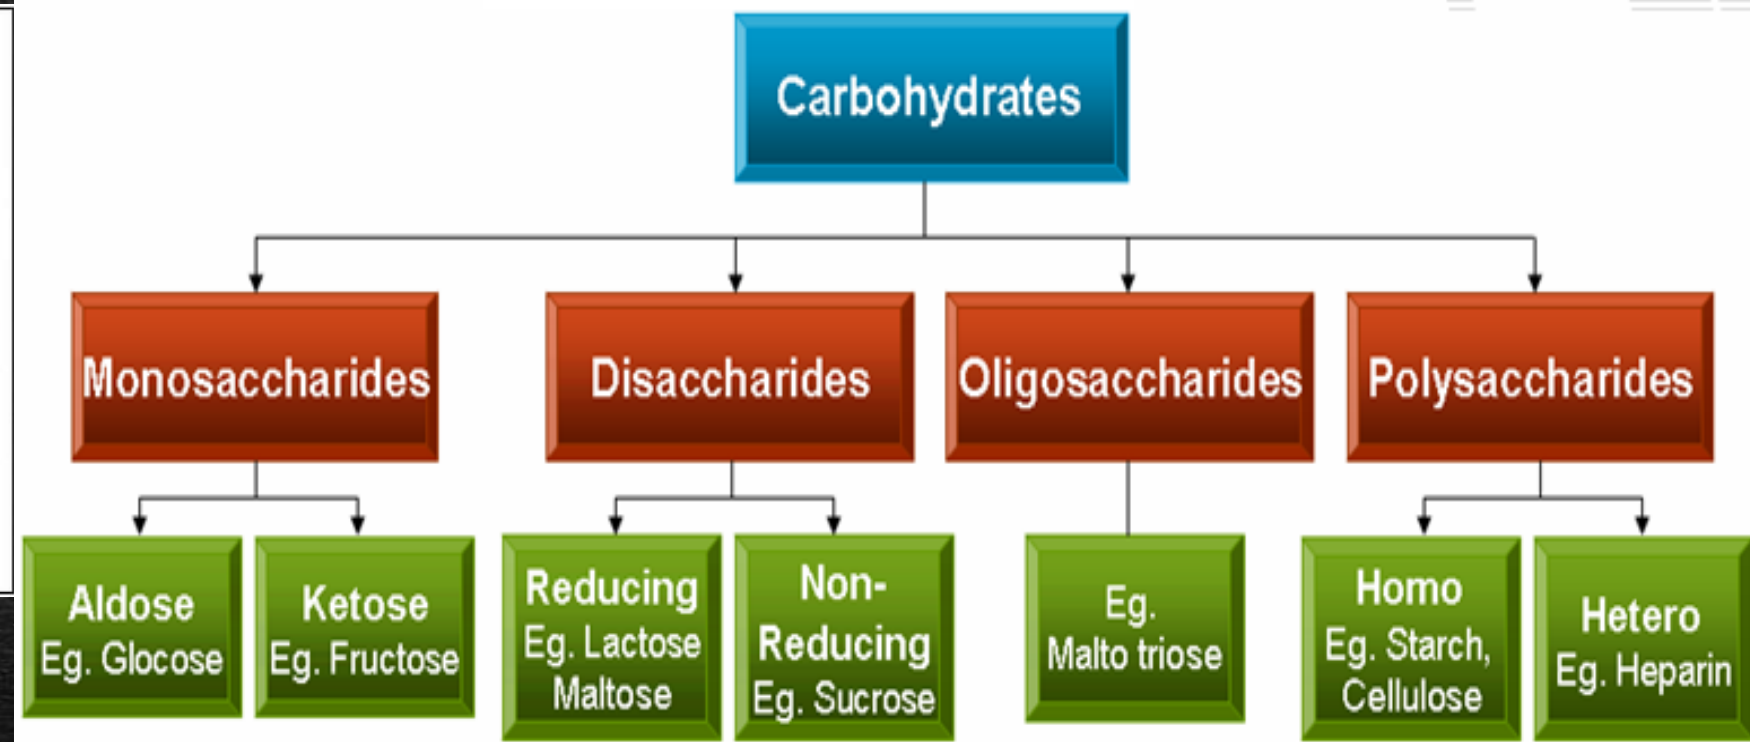 Carbohydrates
Monosaccharides
Disaccharides
Oligosaccharides
Polysaccharides
Aldose
Eg. Glocose
Ketose
Eg. Fructose
Reducing
Eg. Lactose
Maltose
Non-
Reducing
Eg. Sucrose
Eg.
Malto triose
Homo
Eg. Starch,
Cellulose
Hetero
Eg. Heparin